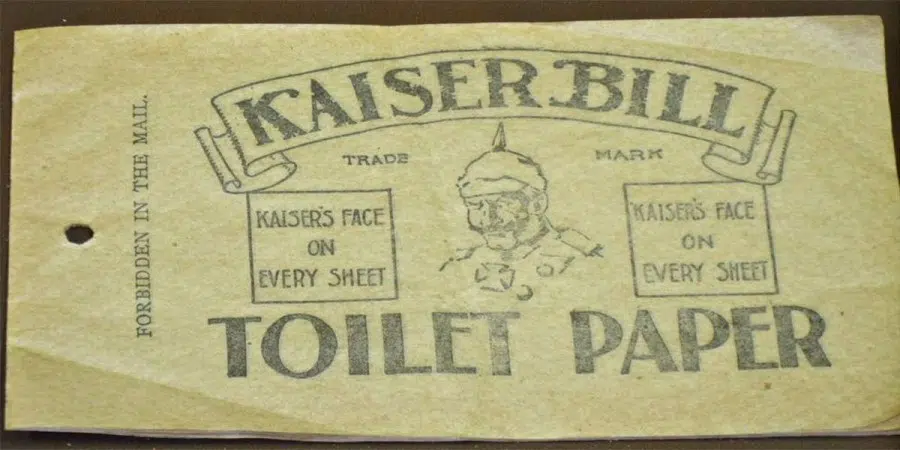 FORBIDDEN IN THE MAIL.
KAISER BILL
TRADE MARK
KAISER'S FACE
ON
EVERY SHEET
KAISER'S FACE
ON
EVERY SHEET
TOILET PAPER